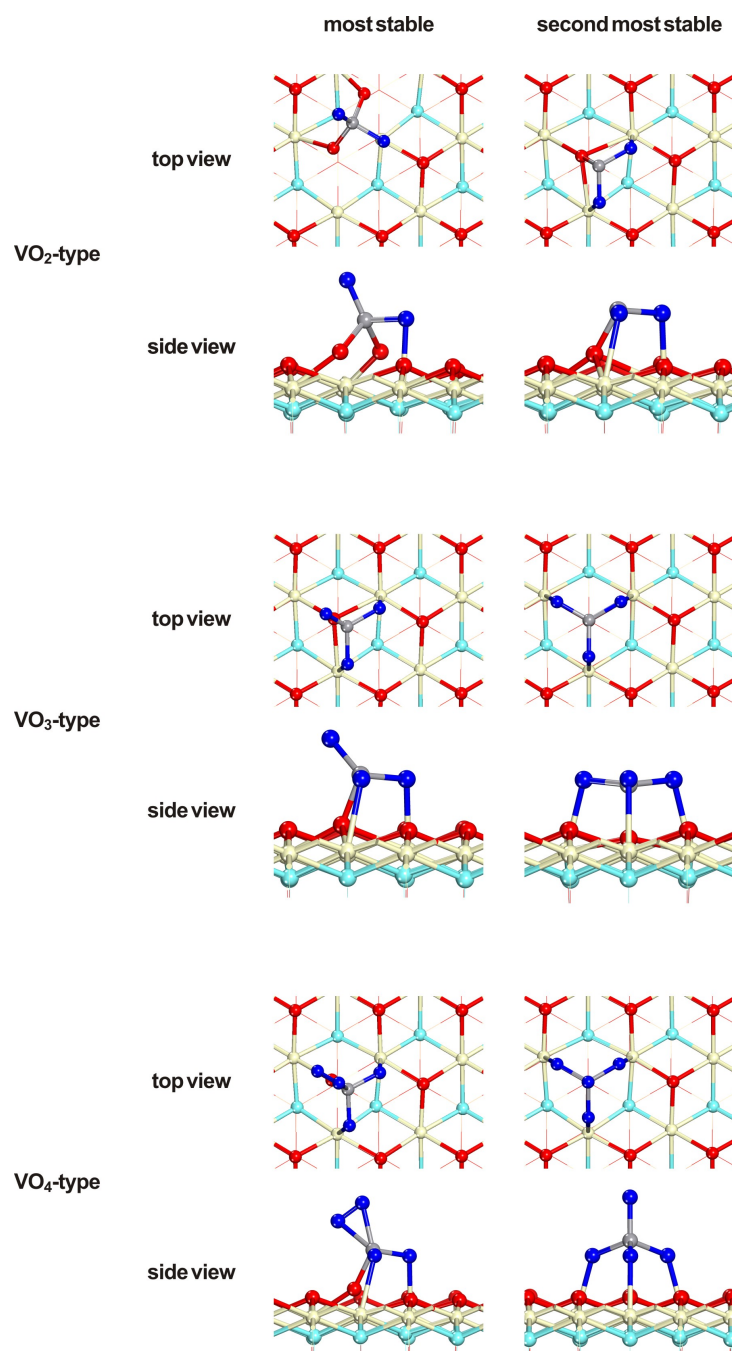 most stable second most stable
top view
VO₂-type
side view
top view
VO₃-type
side view
top view
VO₄-type
side view